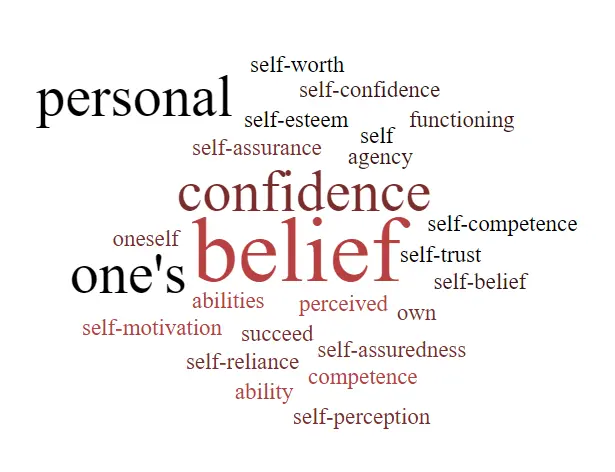 self-worth
personal
self-confidence
self-esteem
functioning
self
self-assurance
agency
confidence
self-competence
oneself
belief
self-trust
one's
self-belief
abilities
perceived
own
self-motivation
succeed
self-assuredness
self-reliance
competence
ability
self-perception